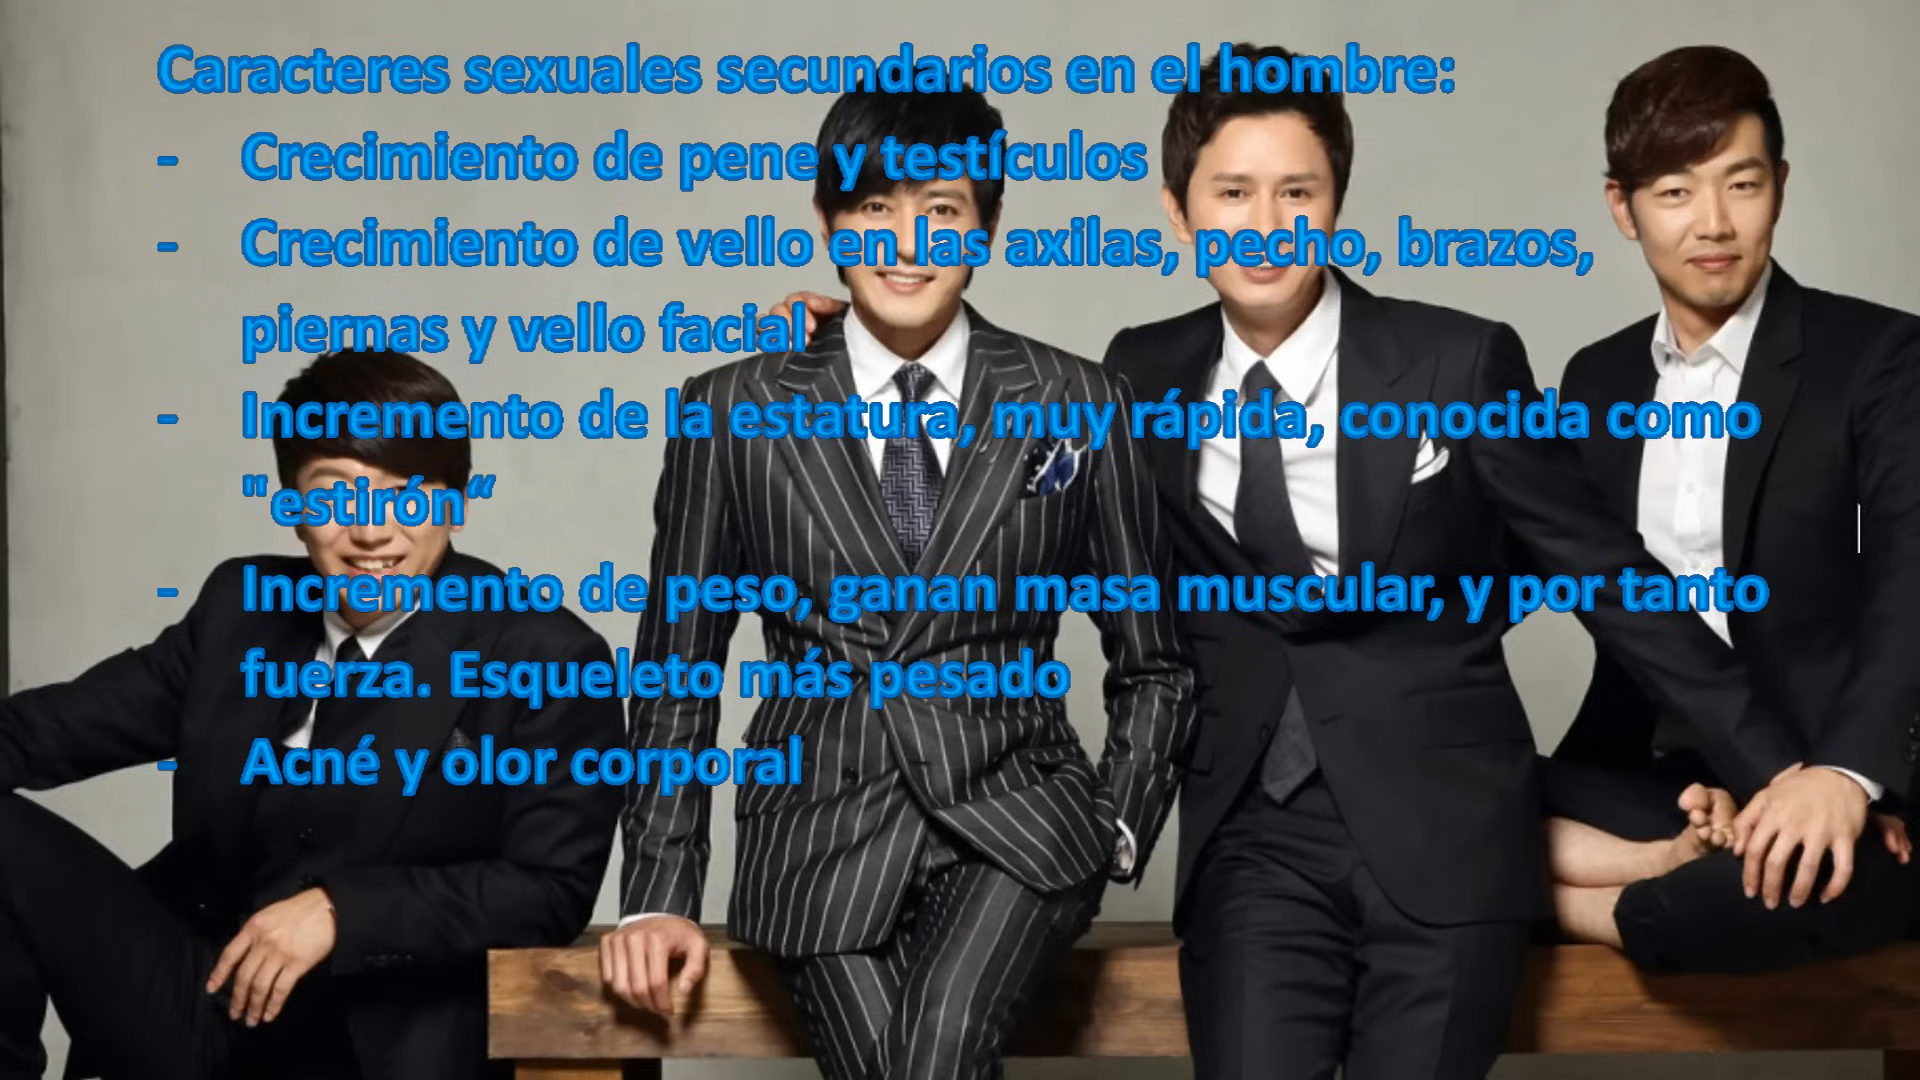 Caracteres sexuales secundarios en el hombre:
- Crecimiento de pene y testículos
- Crecimiento de vello en las axilas, pecho, brazos,
piernas y vello facial
- Incremento de la estatura, muy rápida, conocida como
"estirón“
- Incremento de peso, ganan masa muscular, y por tanto
fuerza. Esqueleto más pesado
- Acné y olor corporal